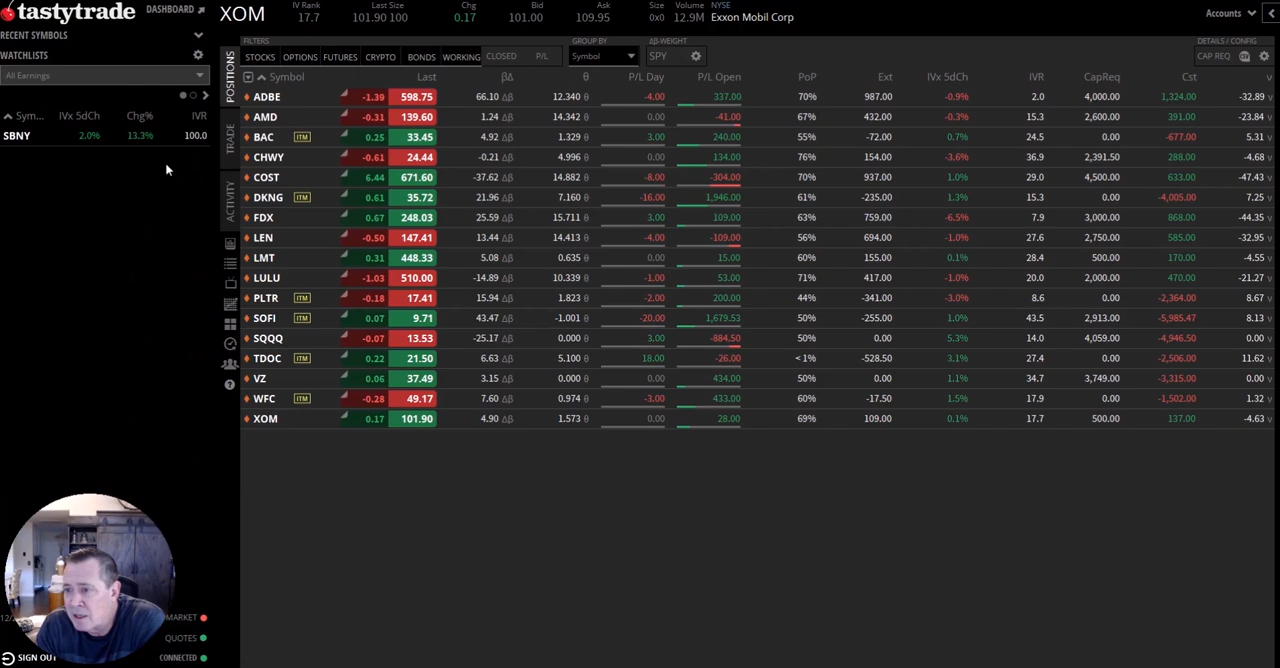 tastytrade DASHBOARD
RECENT SYMBOLS
WATCHLISTS
All Earnings
Sym... IVx 5dCh Chg% IVR
SBNY 2.0% 13.3% 100.0
MARKET
QUOTES
SIGN OUT CONNECTED
XOM IV Rank 17.7 Last Size 101.90 100 Chg 0.17 Bid 101.00 Ask 109.95 Size 0x0 Volume 12.9M NYSE Exxon Mobil Corp Accounts
POSITIONS
TRADE
ACTIVITY
FILTERS GROUP BY Δβ-WEIGHT DETAILS / CONFIG
STOCKS OPTIONS FUTURES CRYPTO BONDS WORKING CLOSED P/L Symbol SPY CAP REQ
Symbol Last βΔ θ P/L Day P/L Open PoP Ext IVx 5dCh IVR CapReq Cst ν
ADBE -1.39 598.75 66.10 Δβ 12.340 θ -4.00 337.00 70% 987.00 -0.9% 2.0 4,000.00 1,324.00 -32.89 ν
AMD -0.31 139.60 1.24 Δβ 14.342 θ 0.00 -41.00 67% 432.00 -0.3% 15.3 2,600.00 391.00 -23.84 ν
BAC ITM 0.25 33.45 4.92 Δβ 1.329 θ 3.00 240.00 55% -72.00 0.7% 24.5 0.00 -677.00 5.31 ν
CHWY -0.61 24.44 -0.21 Δβ 4.996 θ 0.00 134.00 76% 154.00 -3.6% 36.9 2,391.50 288.00 -4.68 ν
COST 6.44 671.60 -37.62 Δβ 14.882 θ -8.00 -304.00 70% 937.00 1.0% 29.0 4,500.00 633.00 -47.43 ν
DKNG ITM 0.61 35.72 21.96 Δβ 7.160 θ -16.00 1,946.00 61% -235.00 1.3% 15.3 0.00 -4,005.00 7.25 ν
FDX 0.67 248.03 25.59 Δβ 15.711 θ 3.00 109.00 63% 759.00 -6.5% 7.9 3,000.00 868.00 -44.35 ν
LEN -0.50 147.41 13.44 Δβ 14.413 θ -4.00 -109.00 56% 694.00 -1.0% 27.6 2,750.00 585.00 -32.95 ν
LMT 0.31 448.33 5.08 Δβ 0.635 θ 0.00 15.00 60% 155.00 0.1% 28.4 500.00 170.00 -4.55 ν
LULU -1.03 510.00 -14.89 Δβ 10.339 θ -1.00 53.00 71% 417.00 -1.0% 20.0 2,000.00 470.00 -21.27 ν
PLTR ITM -0.18 17.41 15.94 Δβ 1.823 θ -2.00 200.00 44% -341.00 -3.0% 8.6 0.00 -2,364.00 8.67 ν
SOFI ITM 0.07 9.71 43.47 Δβ -1.001 θ -20.00 1,679.53 50% -255.00 1.0% 43.5 2,913.00 -5,985.47 8.13 ν
SQQQ -0.07 13.53 -25.17 Δβ 0.000 θ 3.00 -884.50 50% 0.00 5.3% 14.0 4,059.00 -4,946.50 0.00 ν
TDOC ITM 0.22 21.50 6.63 Δβ 5.100 θ 18.00 -26.00 < 1% -528.50 3.1% 27.4 0.00 -2,506.00 11.62 ν
VZ 0.06 37.49 3.15 Δβ 0.000 θ 0.00 434.00 50% 0.00 1.1% 34.7 3,749.00 -3,315.00 0.00 ν
WFC ITM -0.28 49.17 7.60 Δβ 0.974 θ -3.00 433.00 60% -17.50 1.5% 17.9 0.00 -1,502.00 1.32 ν
XOM 0.17 101.90 4.90 Δβ 1.573 θ 0.00 28.00 69% 109.00 0.1% 17.7 500.00 137.00 -4.63 ν